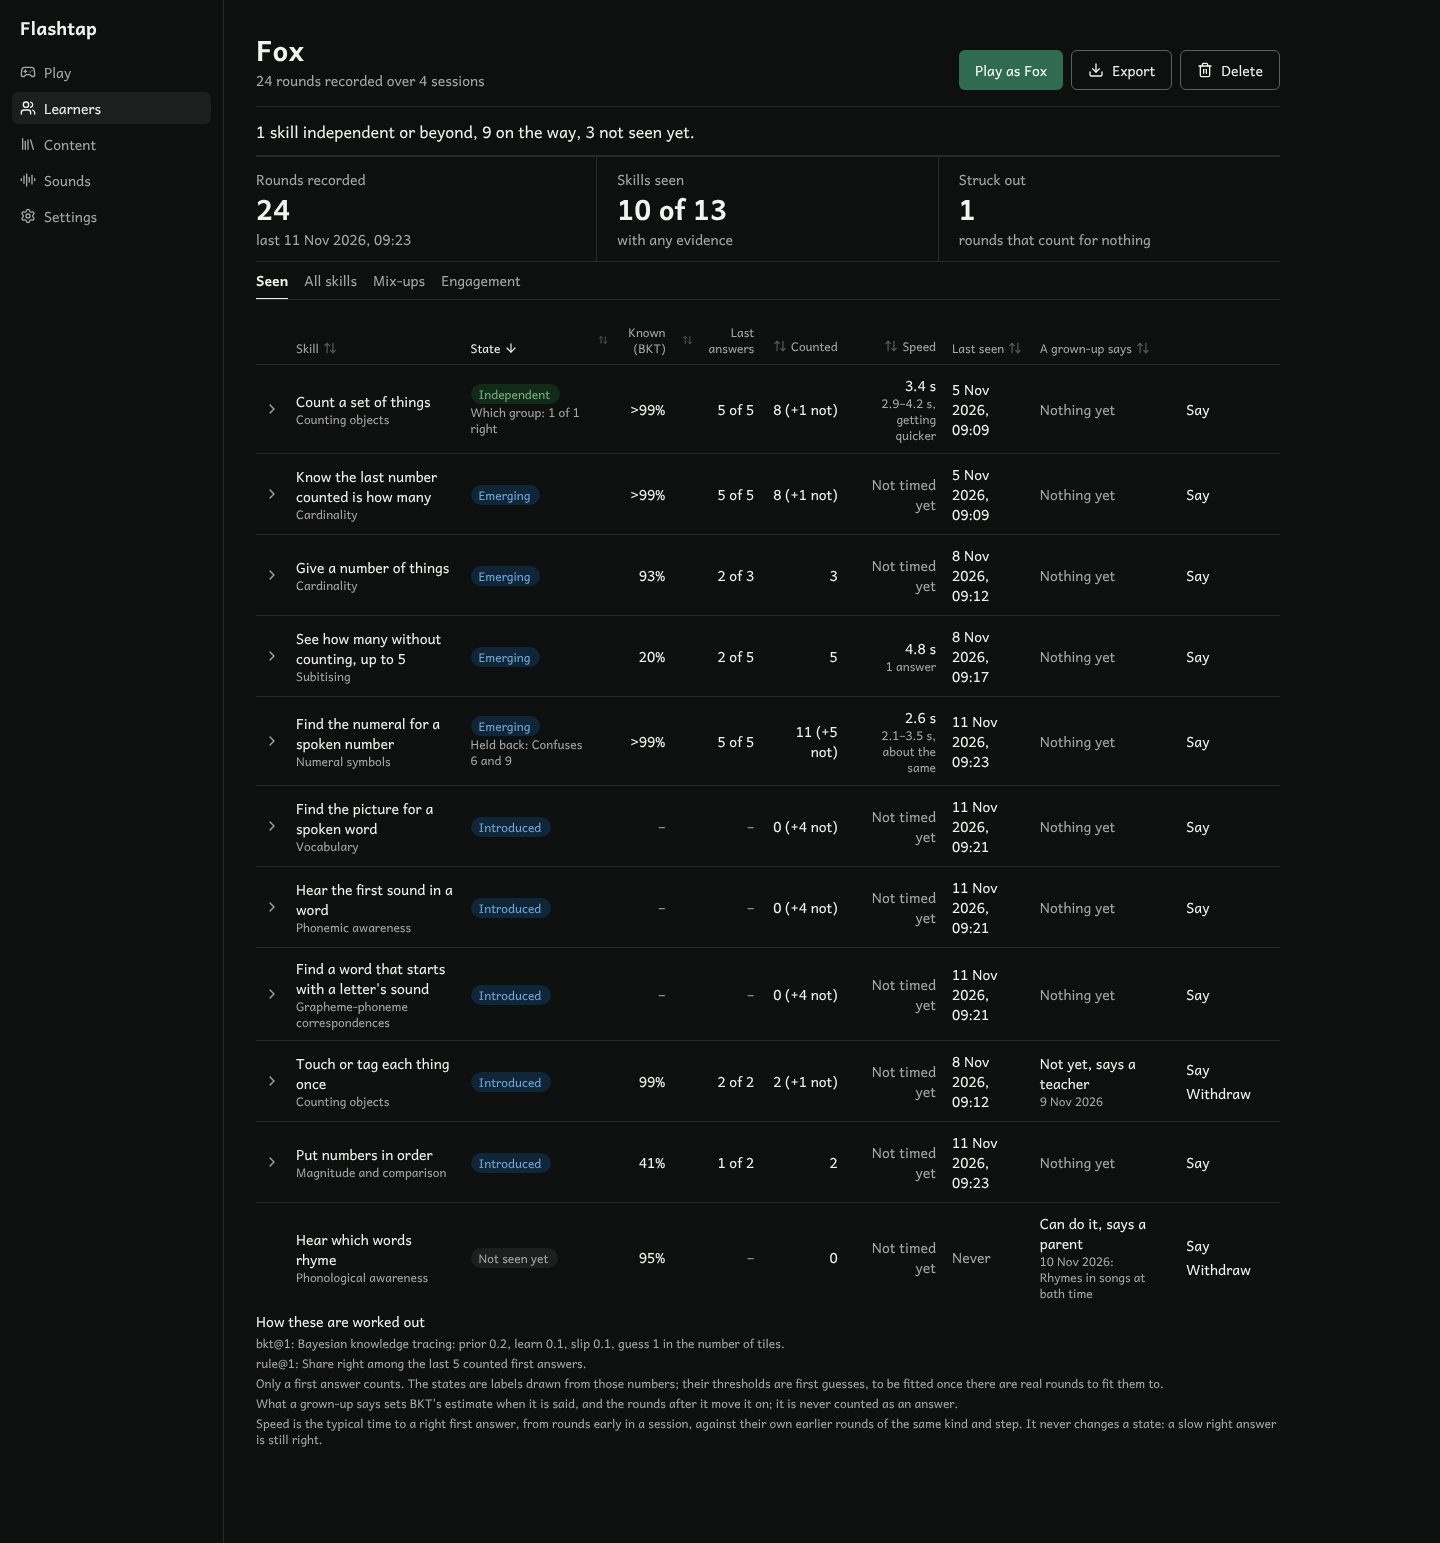 Flashtap
Play
Learners
Content
Sounds
Settings
Fox
24 rounds recorded over 4 sessions
Play as Fox
Export
Delete
1 skill independent or beyond, 9 on the way, 3 not seen yet.
Rounds recorded
24
last 11 Nov 2026, 09:23
Skills seen
10 of 13
with any evidence
Struck out
1
rounds that count for nothing
Seen
All skills
Mix-ups
Engagement
Skill
State
Known
(BKT)
Last
answers
Counted
Speed
Last seen
A grown-up says
Count a set of things
Counting objects
Independent
Which group: 1 of 1
right
>99%
5 of 5
8 (+1 not)
3.4 s
2.9–4.2 s,
getting
quicker
5 Nov
2026,
09:09
Nothing yet
Say
Know the last number
counted is how many
Cardinality
Emerging
>99%
5 of 5
8 (+1 not)
Not timed
yet
5 Nov
2026,
09:09
Nothing yet
Say
Give a number of things
Cardinality
Emerging
93%
2 of 3
3
Not timed
yet
8 Nov
2026,
09:12
Nothing yet
Say
See how many without
counting, up to 5
Subitising
Emerging
20%
2 of 5
5
4.8 s
1 answer
8 Nov
2026,
09:17
Nothing yet
Say
Find the numeral for a
spoken number
Numeral symbols
Emerging
Held back: Confuses
6 and 9
>99%
5 of 5
11 (+5
not)
2.6 s
2.1–3.5 s,
about the
same
11 Nov
2026,
09:23
Nothing yet
Say
Find the picture for a
spoken word
Vocabulary
Introduced
–
–
0 (+4 not)
Not timed
yet
11 Nov
2026,
09:21
Nothing yet
Say
Hear the first sound in a
word
Phonemic awareness
Introduced
–
–
0 (+4 not)
Not timed
yet
11 Nov
2026,
09:21
Nothing yet
Say
Find a word that starts
with a letter's sound
Grapheme-phoneme
correspondences
Introduced
–
–
0 (+4 not)
Not timed
yet
11 Nov
2026,
09:21
Nothing yet
Say
Touch or tag each thing
once
Counting objects
Introduced
99%
2 of 2
2 (+1 not)
Not timed
yet
8 Nov
2026,
09:12
Not yet, says a
teacher
9 Nov 2026
Say
Withdraw
Put numbers in order
Magnitude and comparison
Introduced
41%
1 of 2
2
Not timed
yet
11 Nov
2026,
09:23
Nothing yet
Say
Hear which words
rhyme
Phonological awareness
Not seen yet
95%
–
0
Not timed
yet
Never
Can do it, says a
parent
10 Nov 2026:
Rhymes in songs at
bath time
Say
Withdraw
How these are worked out
bkt@1: Bayesian knowledge tracing: prior 0.2, learn 0.1, slip 0.1, guess 1 in the number of tiles.
rule@1: Share right among the last 5 counted first answers.
Only a first answer counts. The states are labels drawn from those numbers; their thresholds are first guesses, to be fitted once there are real rounds to fit them to.
What a grown-up says sets BKT's estimate when it is said, and the rounds after it move it on; it is never counted as an answer.
Speed is the typical time to a right first answer, from rounds early in a session, against their own earlier rounds of the same kind and step. It never changes a state: a slow right answer
is still right.